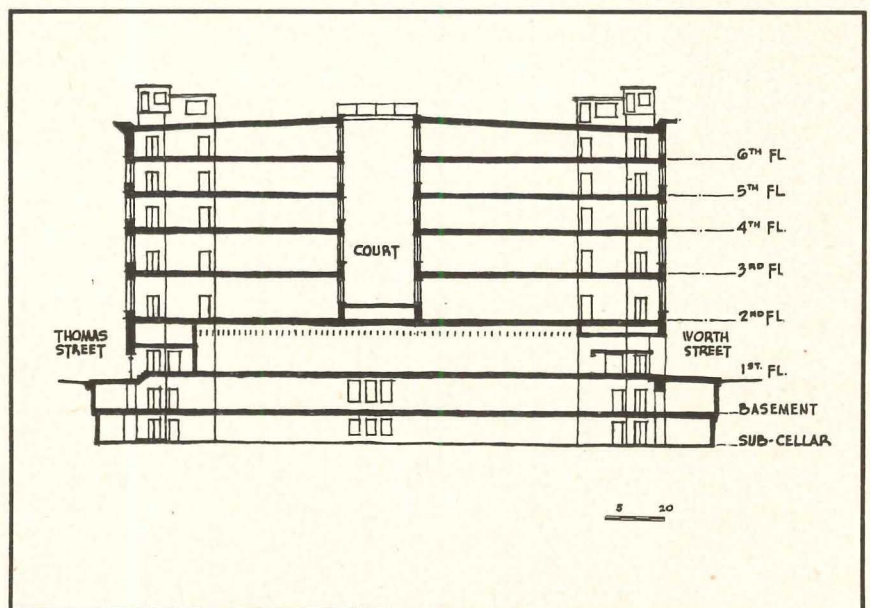 6TH FL
5TH FL
4TH FL.
COURT
3RD FL
2ND FL
THOMAS
STREET
WORTH
STREET
1ST. FL.
BASEMENT
SUB-CELLAR
5 20